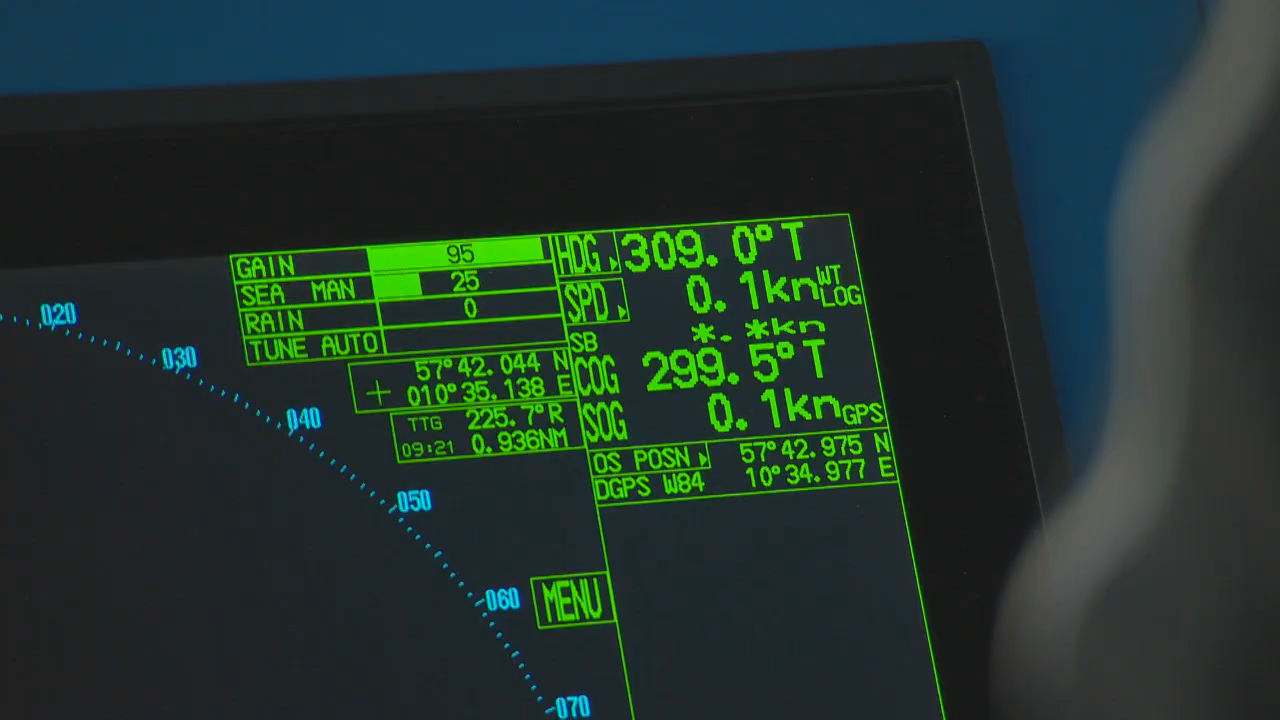 GAIN 95
SEA MAN 25
RAIN 0
TUNE AUTO
57°42.044 N
010°35.138 E
TTG 225.7°R
09:21 0.936NM
HDG 309.0°T
SPD 0.1kn WT LOG
SB *.*kn
COG 299.5°T
SOG 0.1kn GPS
OS POSN 57°42.975 N
DGPS W84 10°34.977 E
020
030
040
050
060
MENU
070